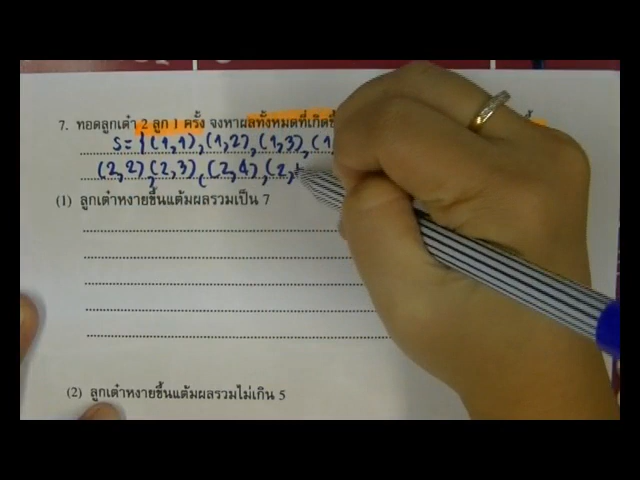 7. ทอดลูกเต๋า 2 ลูก 1 ครั้ง จงหาผลทั้งหมดที่เกิดขึ้
S = { (1,1), (1,2), (1,3), (1
(2,2), (2,3), (2,4), (2,
(1) ลูกเต๋าหงายขึ้นแต้มผลรวมเป็น 7
(2) ลูกเต๋าหงายขึ้นแต้มผลรวมไม่เกิน 5